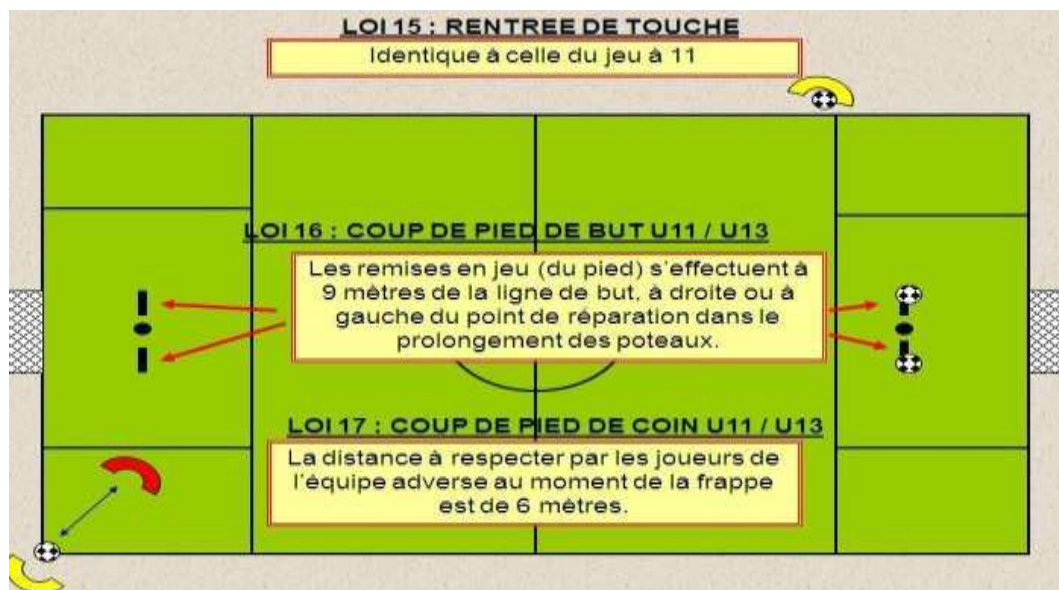 LOI 15 : RENTREE DE TOUCHE
Identique à celle du jeu à 11
LOI 16 : COUP DE PIED DE BUT U11 / U13
Les remises en jeu (du pied) s'effectuent à
9 mètres de la ligne de but, à droite ou à
gauche du point de réparation dans le
prolongement des poteaux.
LOI 17 : COUP DE PIED DE COIN U11 / U13
La distance à respecter par les joueurs de
l'équipe adverse au moment de la frappe
est de 6 mètres.